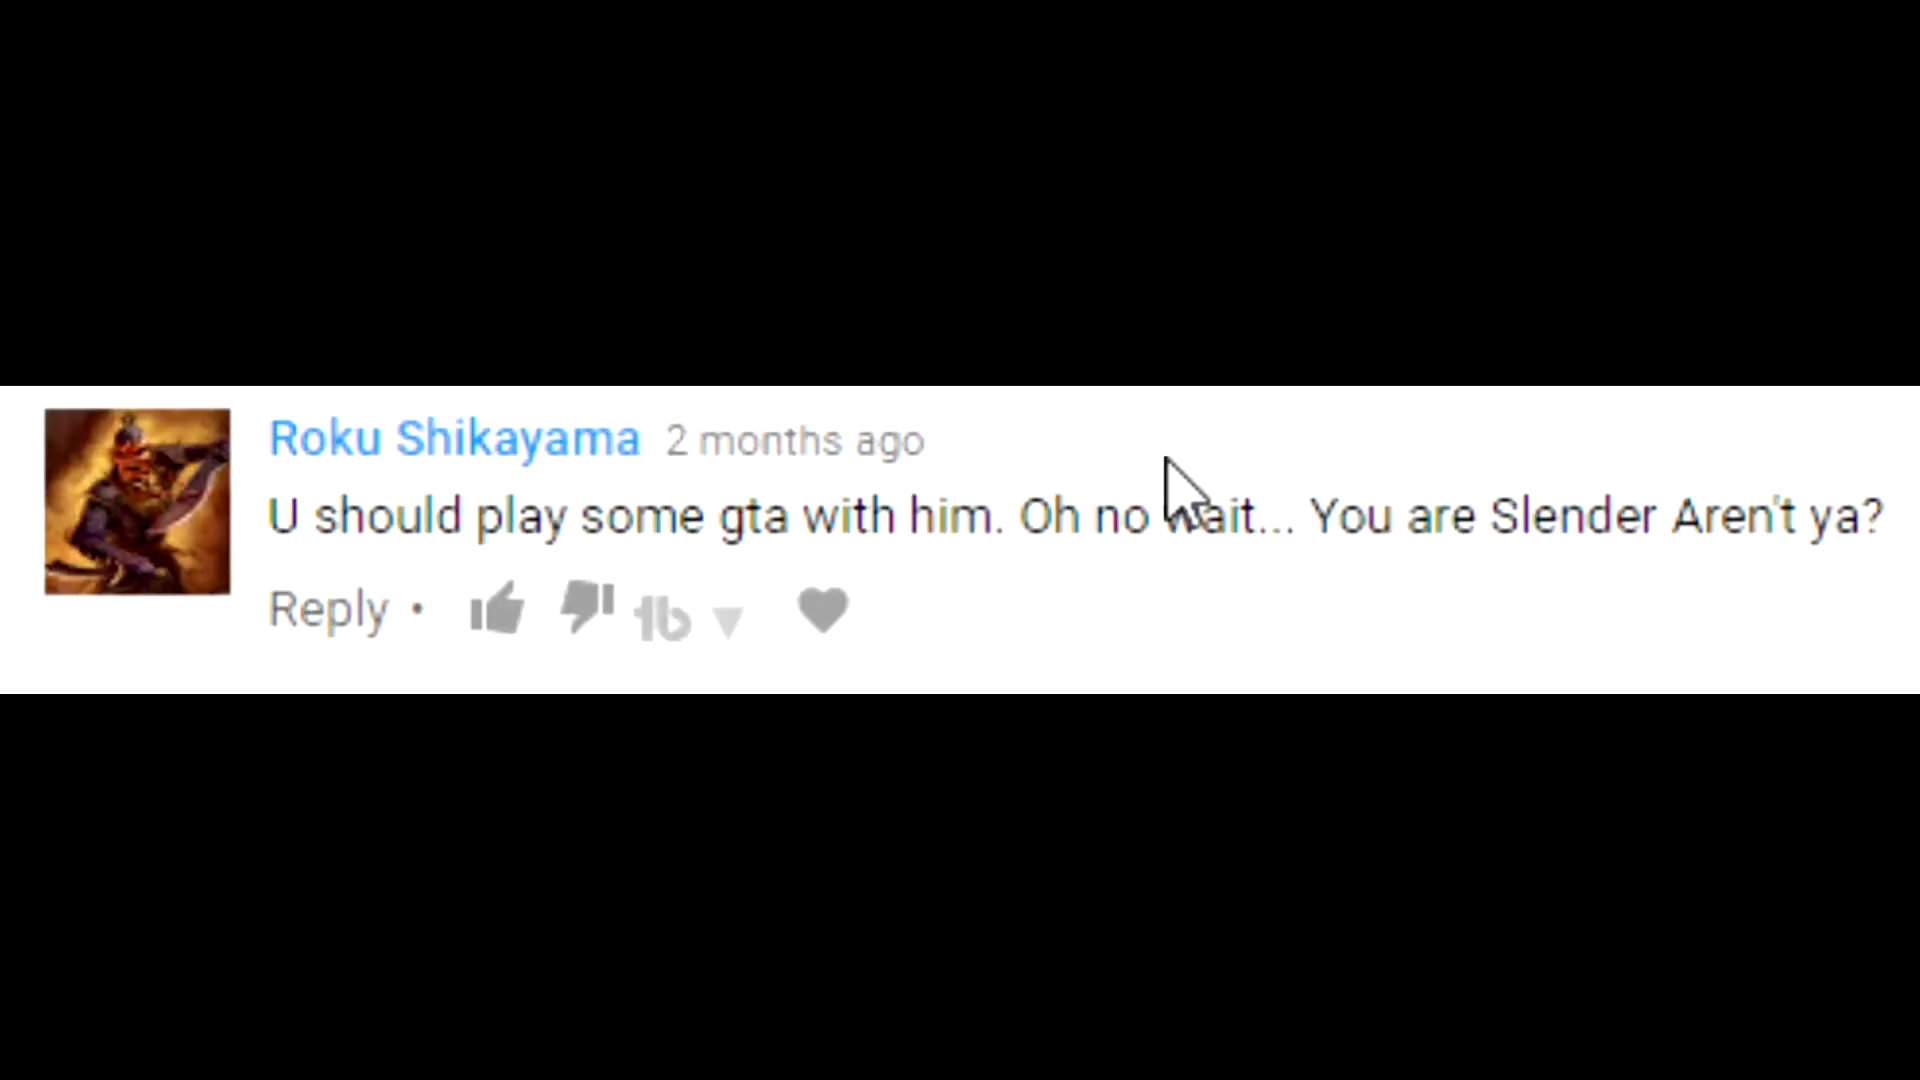 Roku Shikayama 2 months ago
U should play some gta with him. Oh no wait... You are Slender Aren't ya?
Reply •